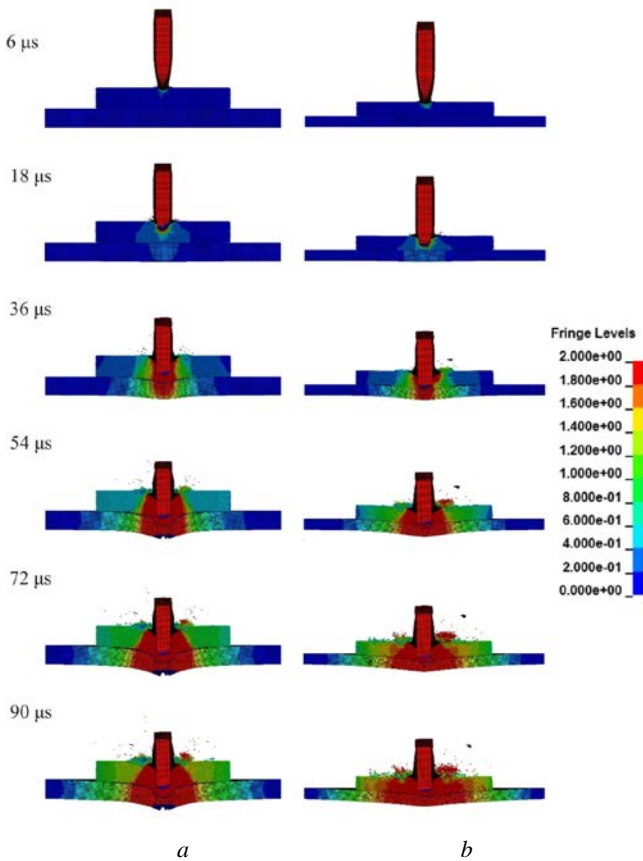 6 μs
18 μs
36 μs
Fringe Levels
2.000e+00
1.800e+00
1.600e+00
1.400e+00
1.200e+00
1.000e+00
8.000e-01
6.000e-01
4.000e-01
2.000e-01
0.000e+00
54 μs
72 μs
90 μs
a b